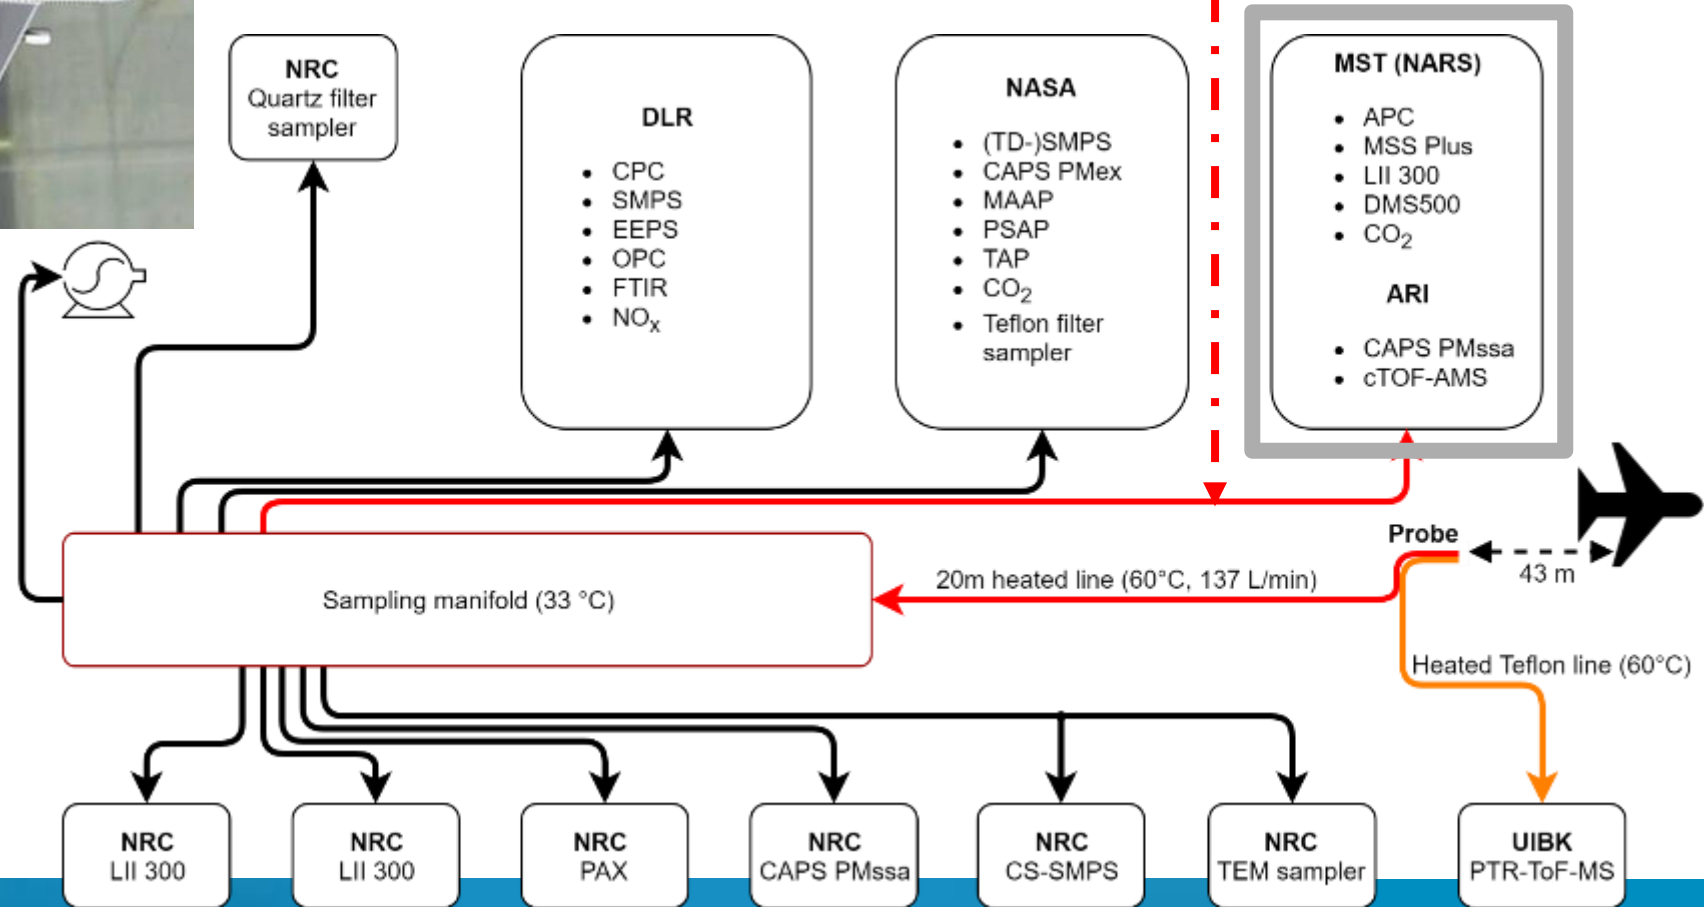 NRC
Quartz filter
sampler
DLR
• CPC
• SMPS
• EEPS
• OPC
• FTIR
• NOx
NASA
• (TD-)SMPS
• CAPS PMex
• MAAP
• PSAP
• TAP
• CO2
• Teflon filter
sampler
MST (NARS)
• APC
• MSS Plus
• LII 300
• DMS500
• CO2
ARI
• CAPS PMssa
• cTOF-AMS
Probe
43 m
20m heated line (60°C, 137 L/min)
Sampling manifold (33 °C)
Heated Teflon line (60°C)
NRC
LII 300
NRC
LII 300
NRC
PAX
NRC
CAPS PMssa
NRC
CS-SMPS
NRC
TEM sampler
UIBK
PTR-ToF-MS